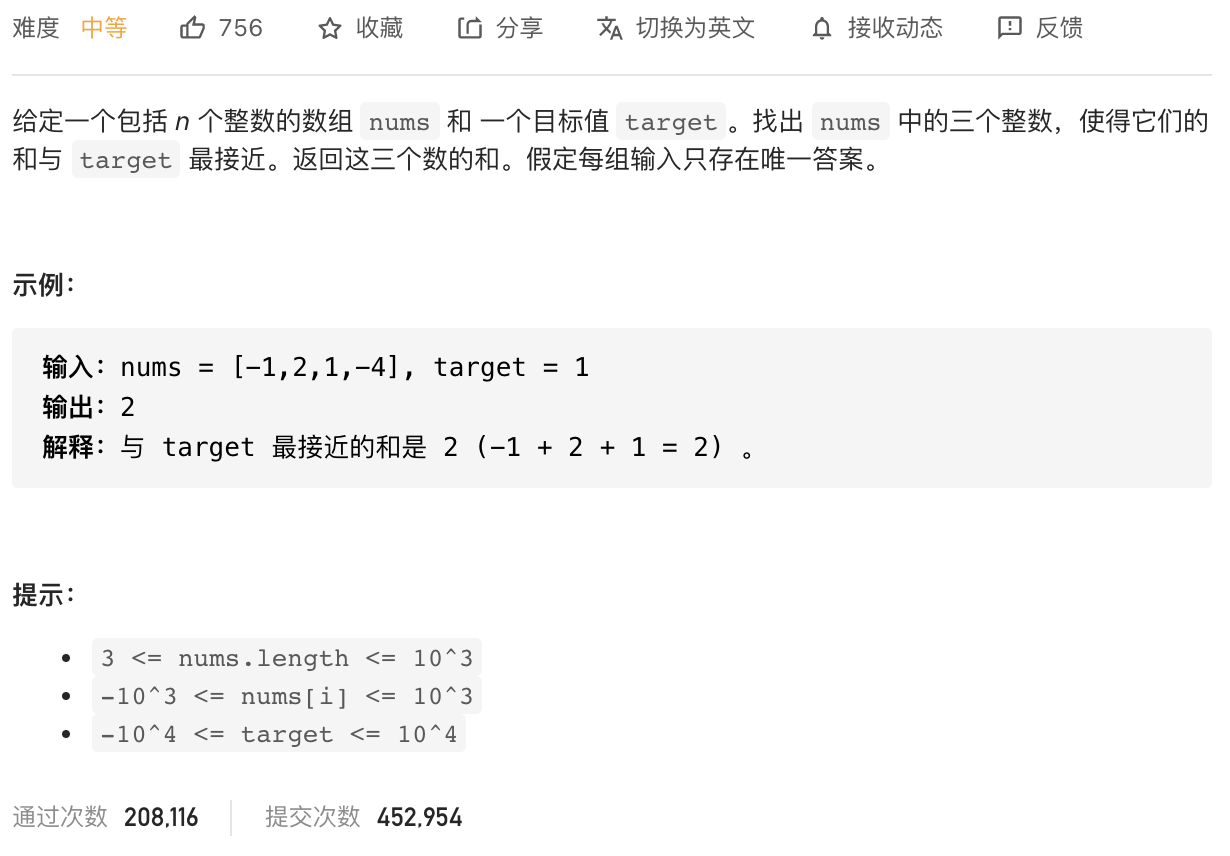 难度 中等 756 收藏 分享 切换为英文 接收动态 反馈
给定一个包括 n 个整数的数组 nums 和 一个目标值 target 。找出 nums 中的三个整数，使得它们的
和与 target 最接近。返回这三个数的和。假定每组输入只存在唯一答案。
示例：
输入：nums = [-1,2,1,-4], target = 1
输出：2
解释：与 target 最接近的和是 2 (-1 + 2 + 1 = 2) 。
提示：
3 <= nums.length <= 10^3
-10^3 <= nums[i] <= 10^3
-10^4 <= target <= 10^4
通过次数 208,116 提交次数 452,954